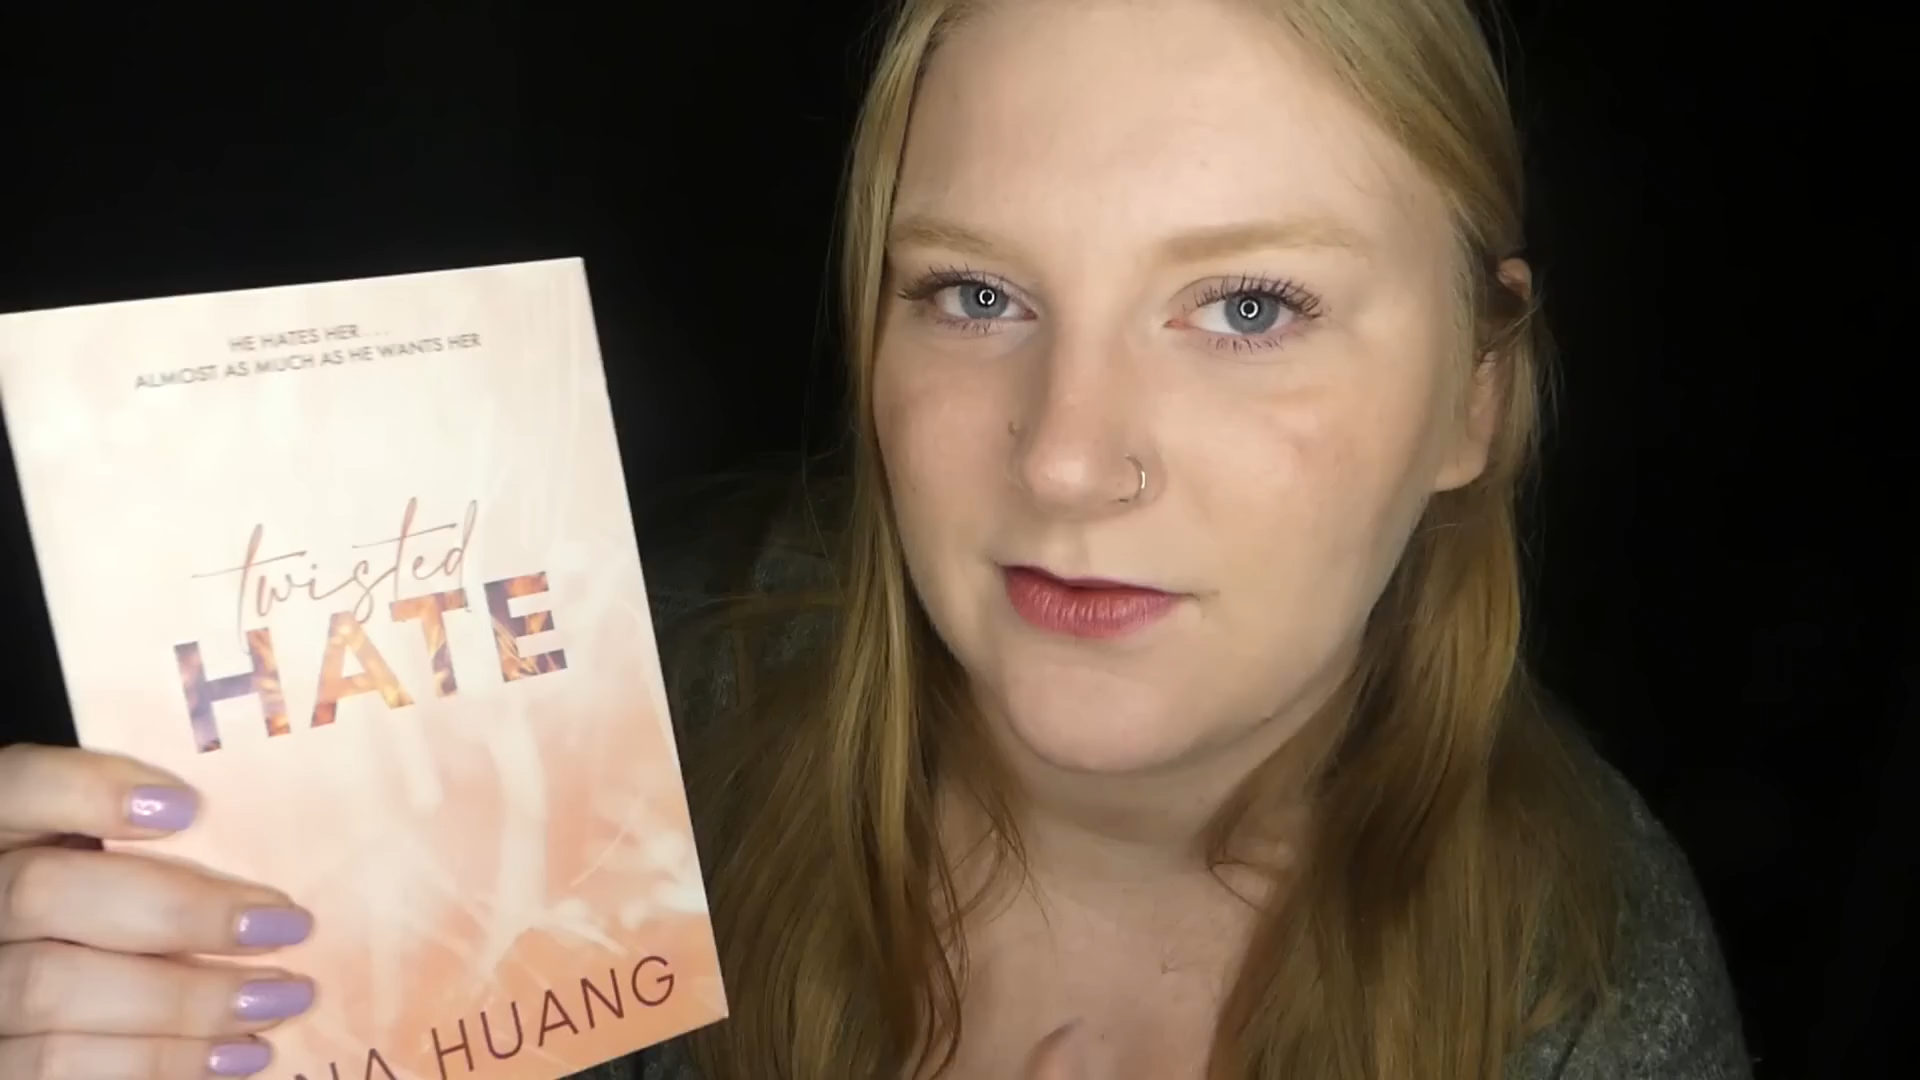 HE HATES HER...
ALMOST AS MUCH AS HE WANTS HER
twisted
HATE
NA HUANG